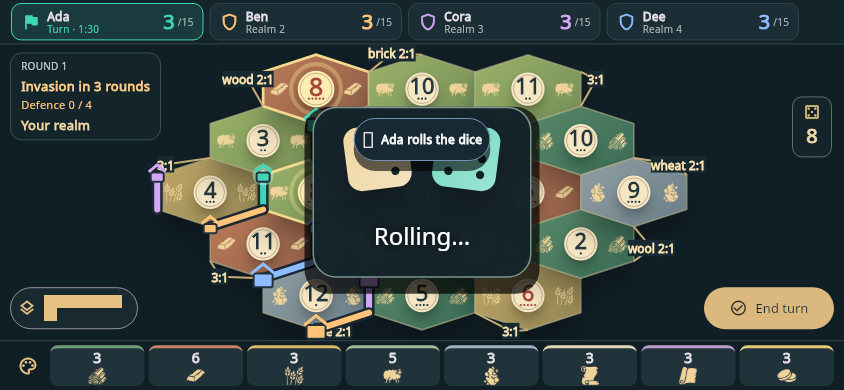 Ada
Turn · 1:30
3 /15
Ben
Realm 2
3 /15
Cora
Realm 3
3 /15
Dee
Realm 4
3 /15
ROUND 1
Invasion in 3 rounds
Defence 0 / 4
Your realm
brick 2:1
wood 2:1
3:1
8
10
11
8
3
10
3:1
wheat 2:1
4
9
11
2
wool 2:1
3:1
12
5
6
2:1
3:1
Ada rolls the dice
Rolling...
End turn
3
6
3
5
3
3
3
3